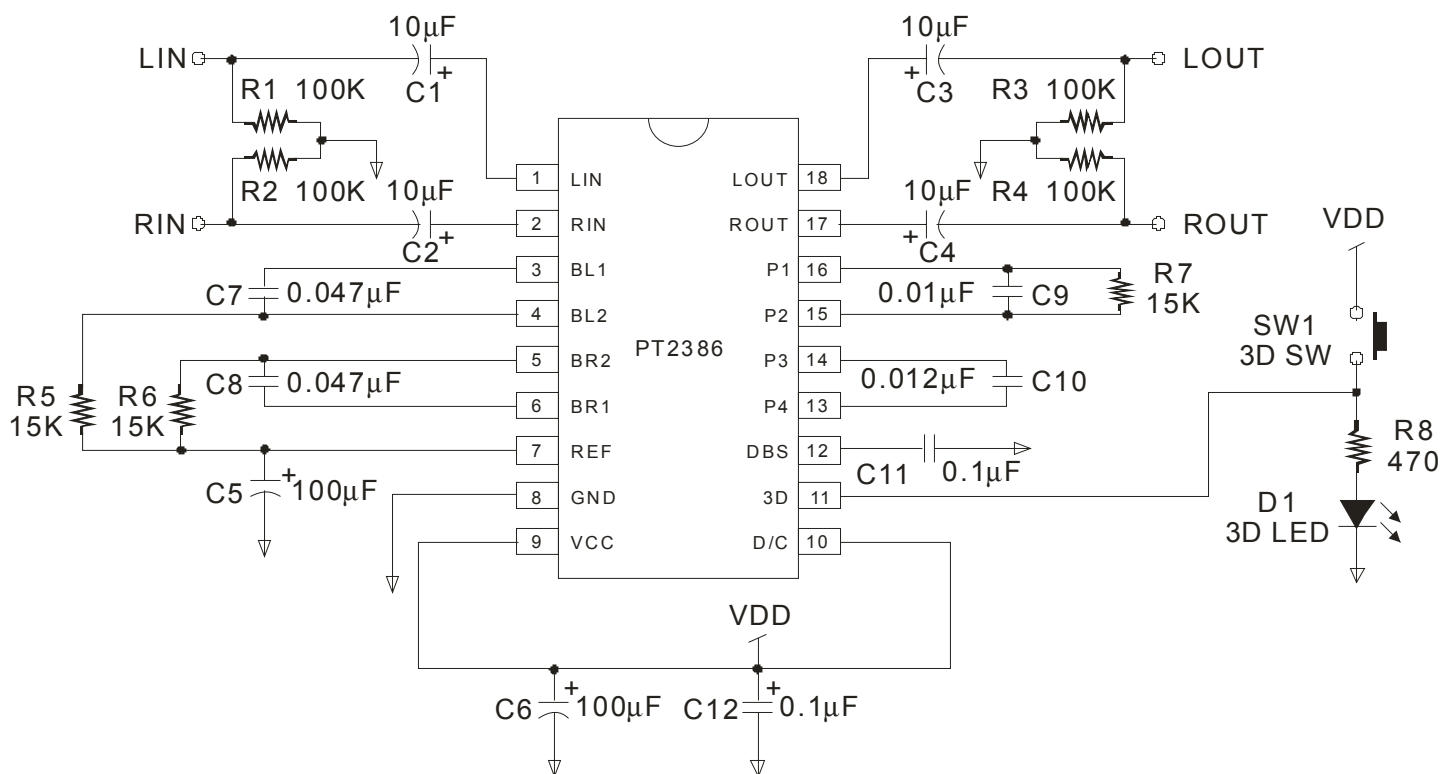 10µF
LIN
+
C1
R1 100K
R2 100K
10µF
RIN
+
C2
10µF
LOUT
+
C3
R3 100K
R4 100K
10µF
ROUT
+
C4
1 LIN
2 RIN
3 BL1
4 BL2
5 BR2
6 BR1
7 REF
8 GND
9 VCC
PT2386
LOUT 18
ROUT 17
P1 16
P2 15
P3 14
P4 13
DBS 12
3D 11
D/C 10
C7 0.047µF
C8 0.047µF
R5
15K
R6
15K
C5
+
100µF
0.01µF C9
R7
15K
0.012µF C10
C11 0.1µF
VDD
SW1
3D SW
R8
470
D1
3D LED
VDD
C6
+
100µF
C12
+
0.1µF